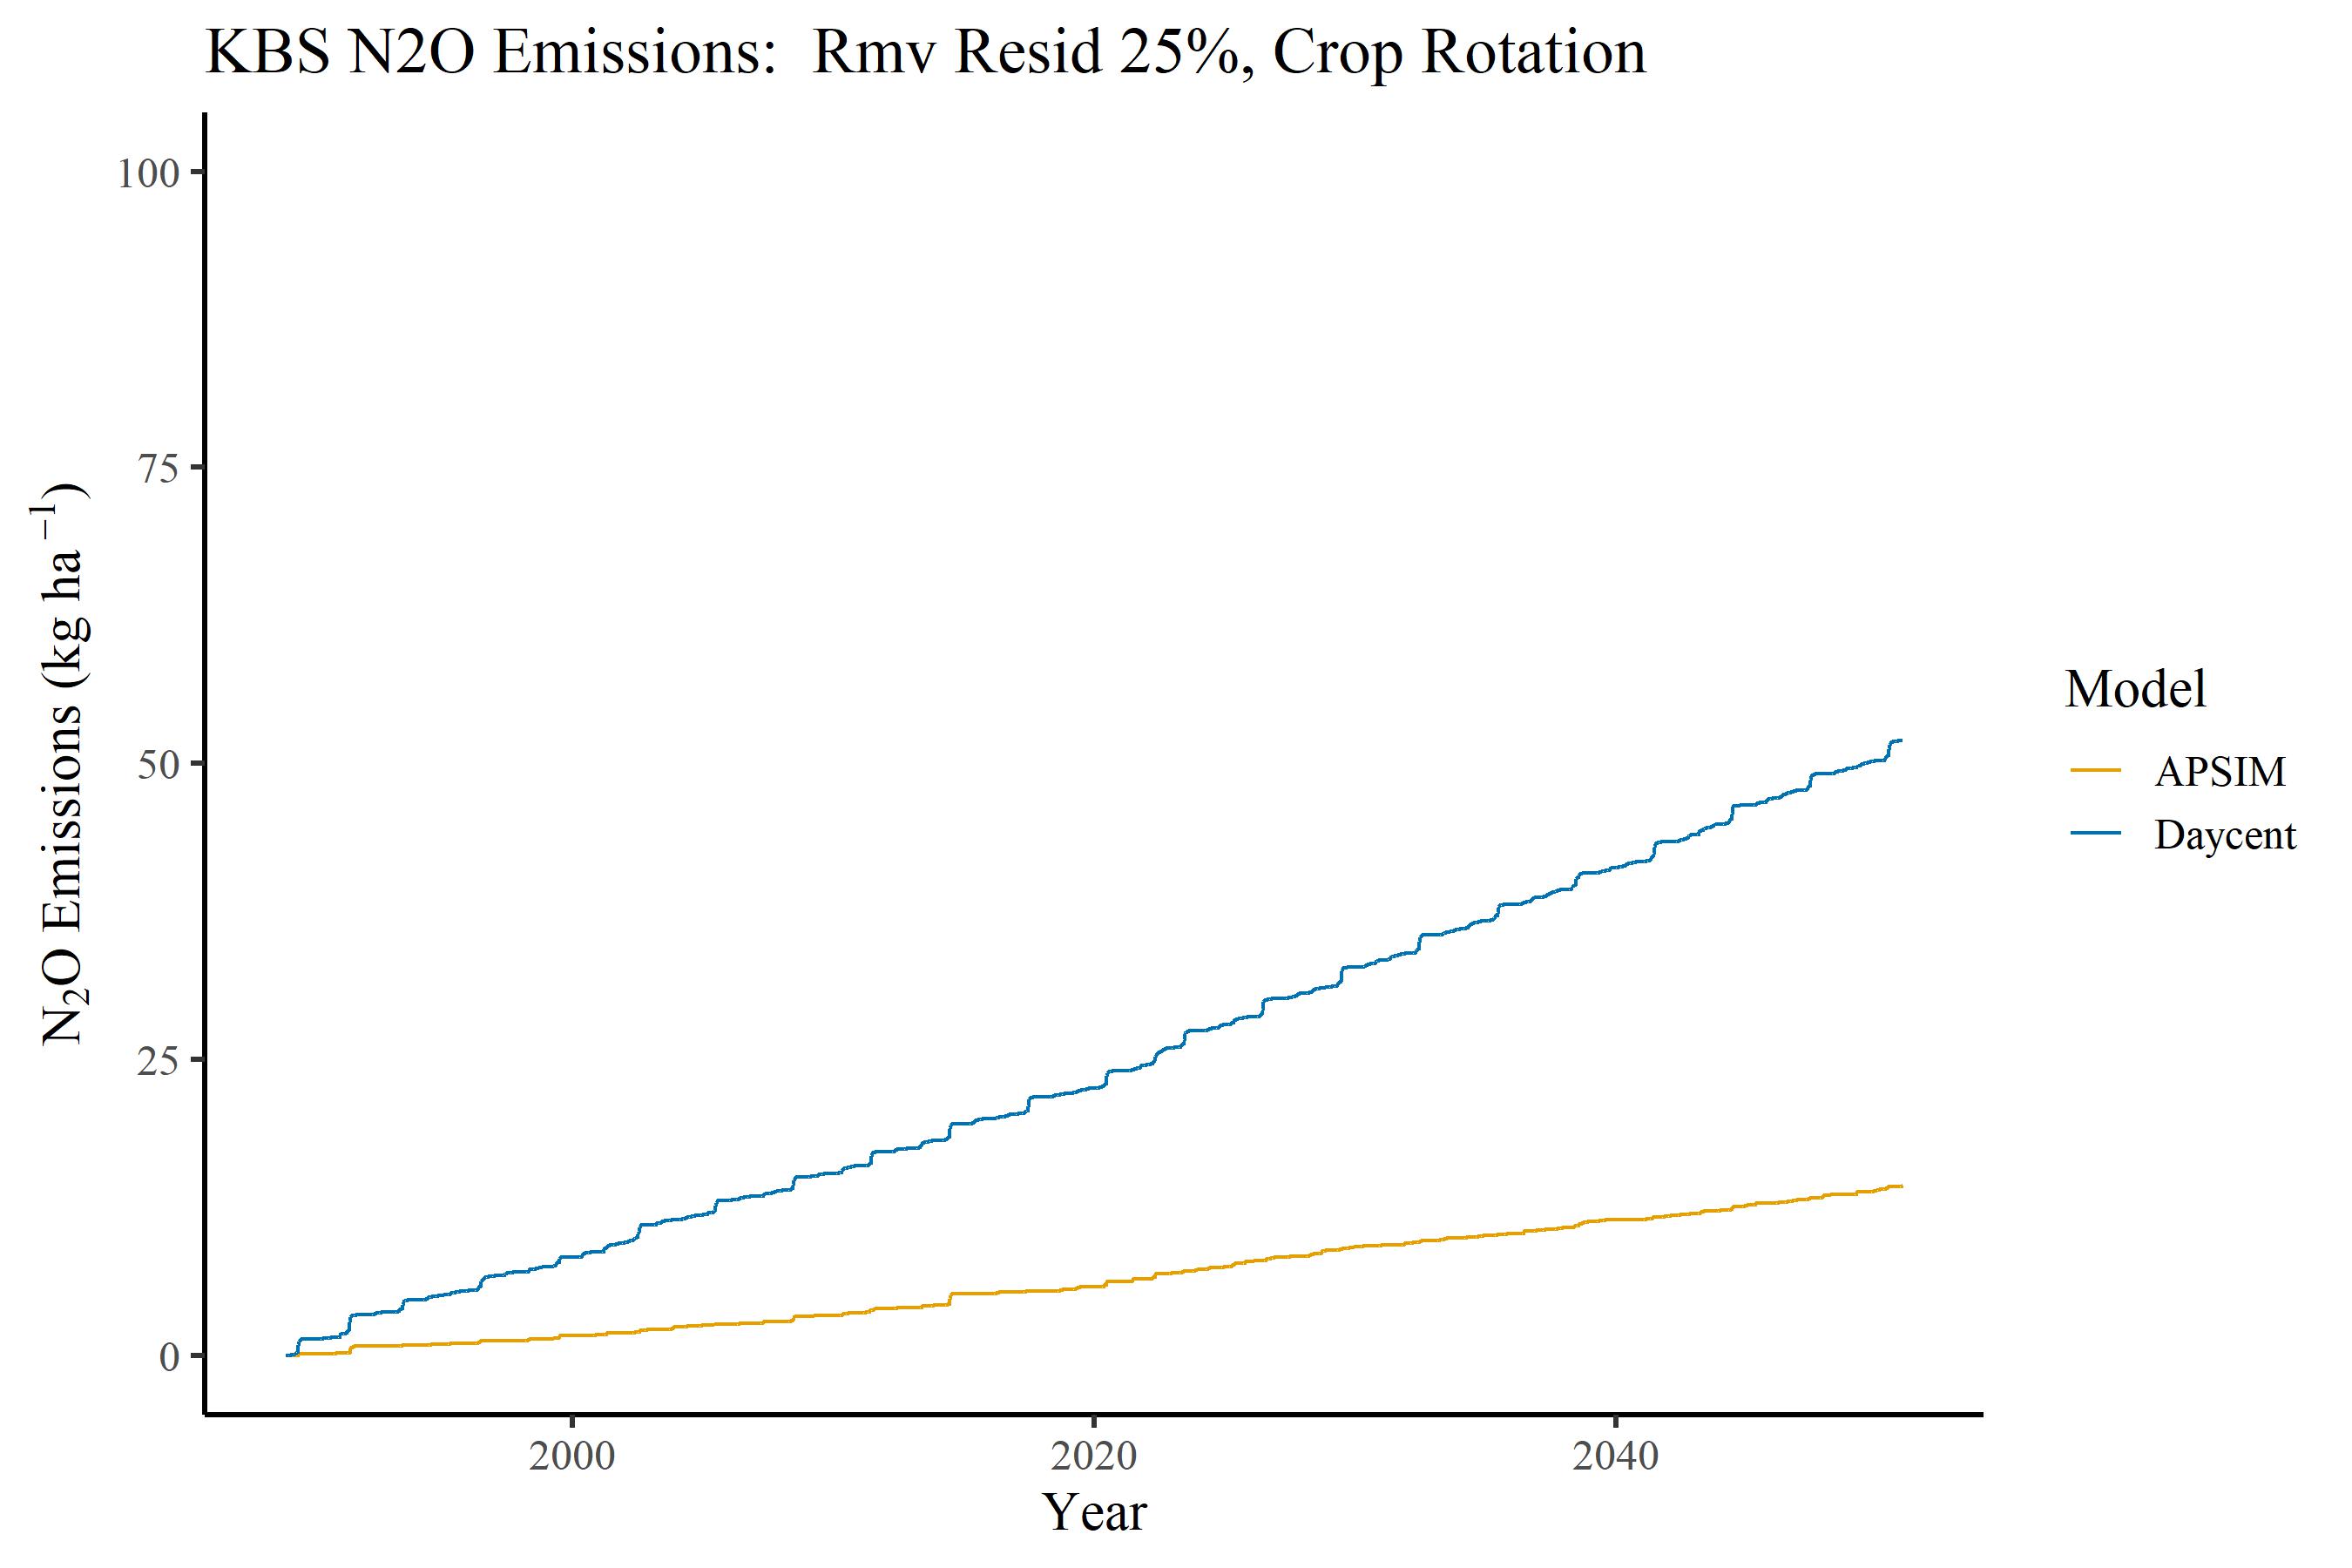 KBS N2O Emissions:  Rmv Resid 25%, Crop Rotation
N₂O Emissions (kg ha⁻¹)
100
75
50
25
0
2000 2020 2040
Year
Model
APSIM
Daycent